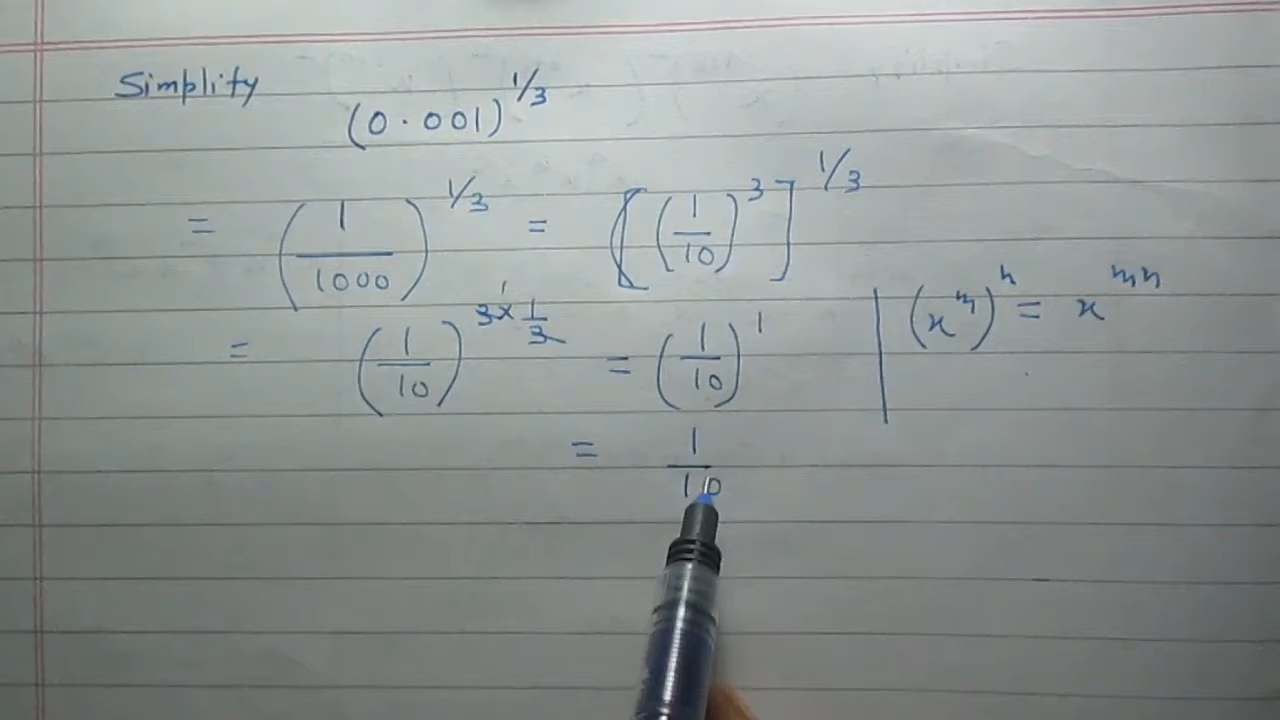 Simplity
(0.001)^{1/3}
= (1/1000)^{1/3} = [(1/10)^3]^{1/3}
= (1/10)^{3×1/3} = (1/10)^1 | (x^m)^n = x^{mn}
= 1/10